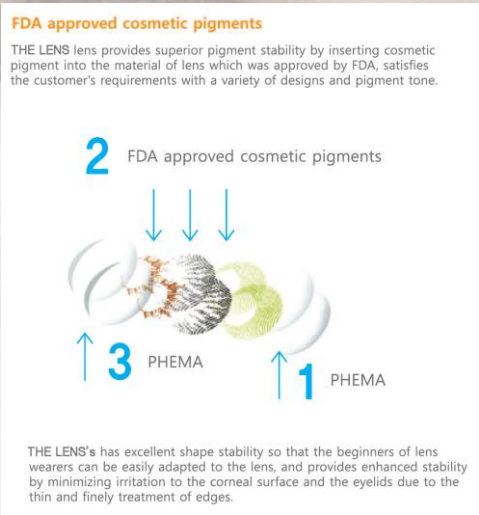 FDA approved cosmetic pigments
THE LENS lens provides superior pigment stability by inserting cosmetic
pigment into the material of lens which was approved by FDA, satisfies
the customer's requirements with a variety of designs and pigment tone.
2 FDA approved cosmetic pigments
3 PHEMA
1 PHEMA
THE LENS's has excellent shape stability so that the beginners of lens
wearers can be easily adapted to the lens, and provides enhanced stability
by minimizing irritation to the corneal surface and the eyelids due to the
thin and finely treatment of edges.